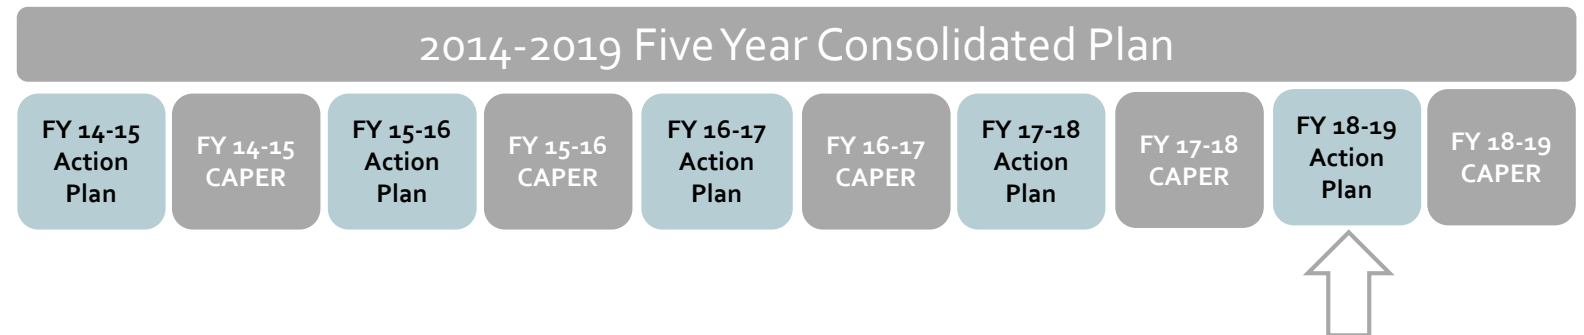 2014-2019 Five Year Consolidated Plan
FY 14-15
Action
Plan
FY 14-15
CAPER
FY 15-16
Action
Plan
FY 15-16
CAPER
FY 16-17
Action
Plan
FY 16-17
CAPER
FY 17-18
Action
Plan
FY 17-18
CAPER
FY 18-19
Action
Plan
FY 18-19
CAPER